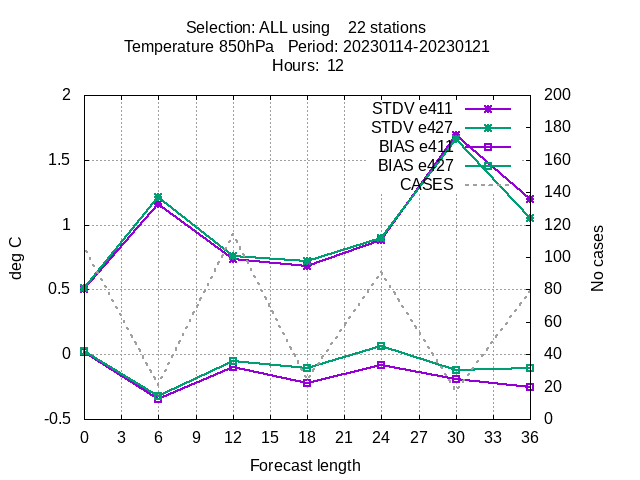 Selection: ALL using    22 stations
Temperature 850hPa   Period: 20230114-20230121
Hours:  12
2
1.5
1
0.5
0
-0.5
200
180
160
140
120
100
80
60
40
20
0
STDV e411
STDV e427
BIAS e411
BIAS e427
CASES
deg C
No cases
0 3 6 9 12 15 18 21 24 27 30 33 36
Forecast length